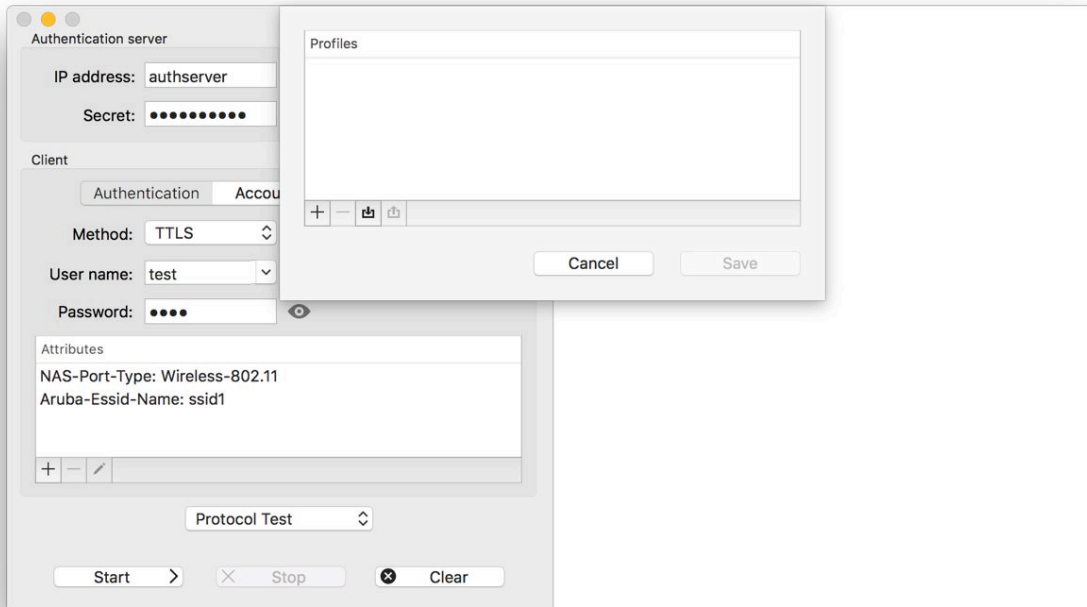 Authentication server
IP address: authserver
Secret: ●●●●●●●●●●
Client
Authentication Accou
Method: TTLS
User name: test
Password: ●●●●
Attributes
NAS-Port-Type: Wireless-802.11
Aruba-Essid-Name: ssid1
Protocol Test
Start Stop Clear
Profiles
Cancel Save